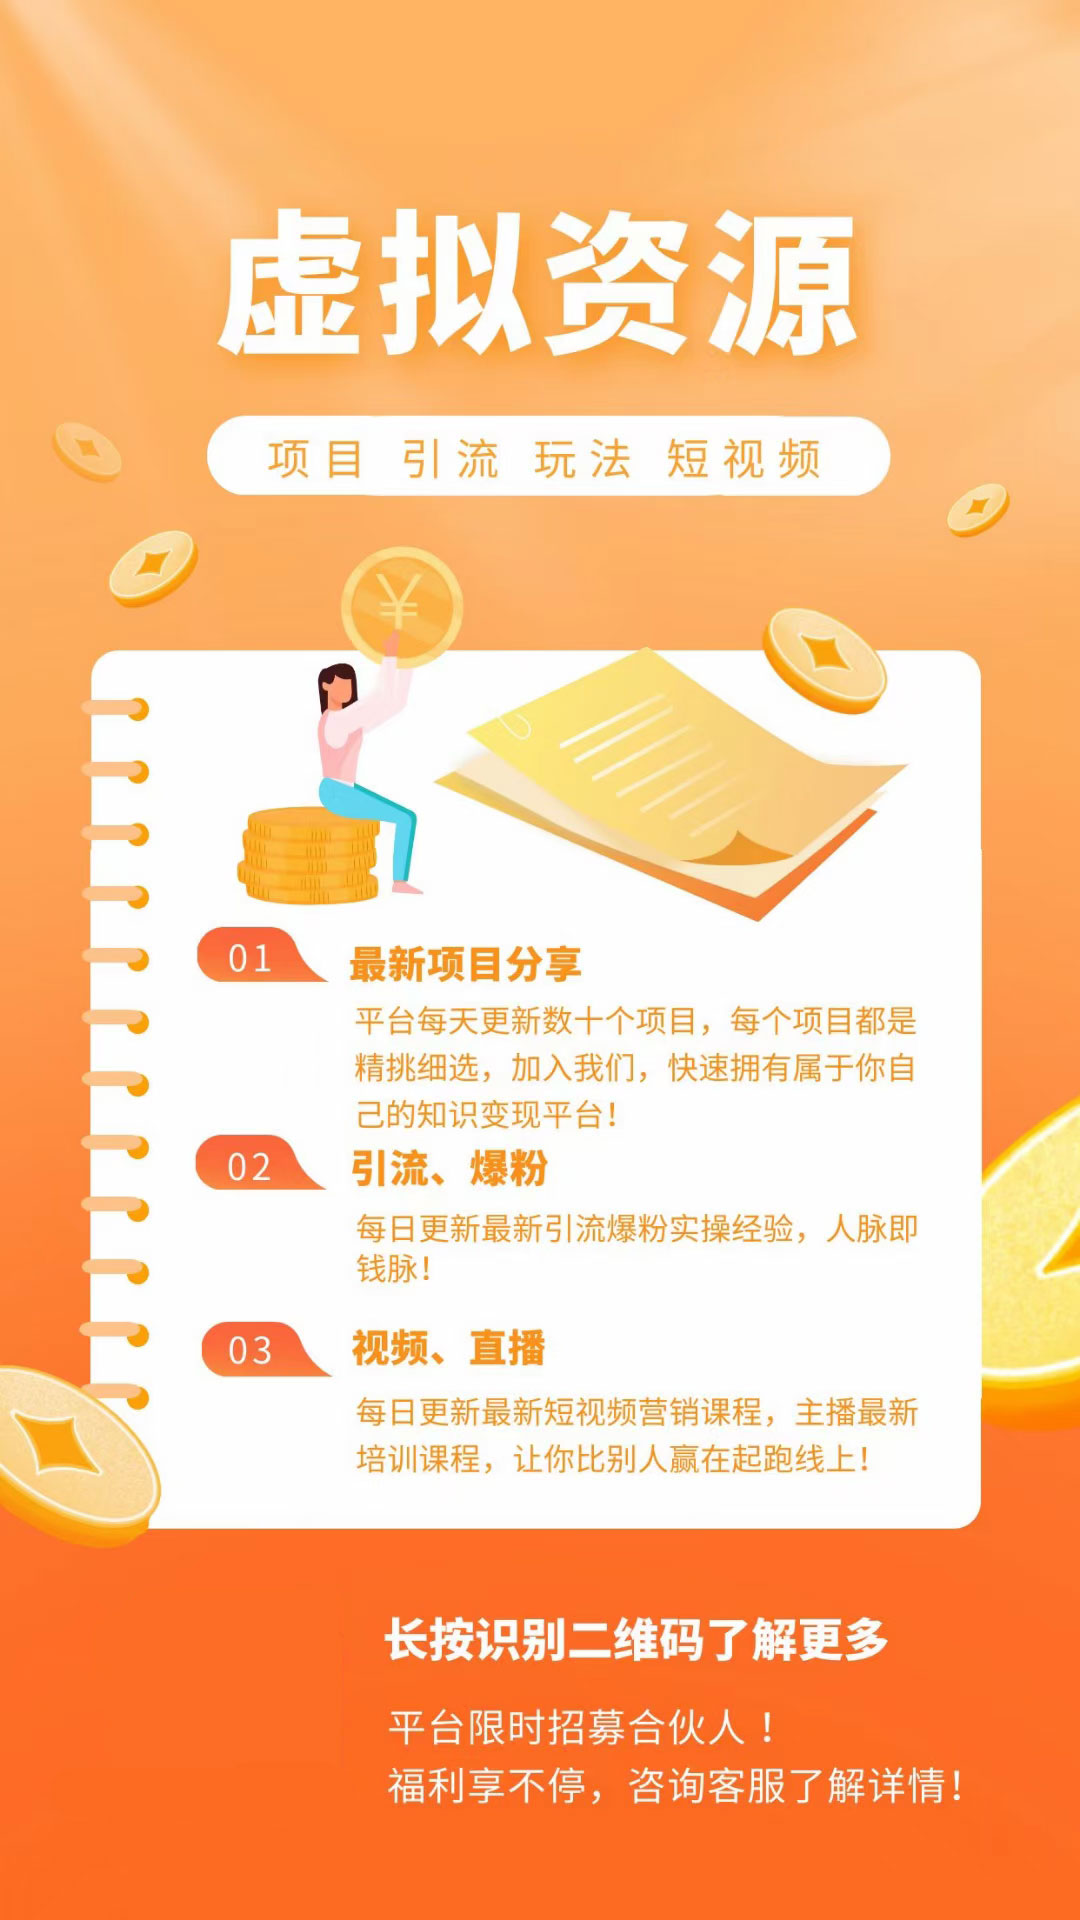 虚拟资源
项目 引流 玩法 短视频
¥
01
最新项目分享
平台每天更新数十个项目，每个项目都是
精挑细选，加入我们，快速拥有属于你自
己的知识变现平台！
02
引流、爆粉
每日更新最新引流爆粉实操经验，人脉即
钱脉！
03
视频、直播
每日更新最新短视频营销课程，主播最新
培训课程，让你比别人赢在起跑线上！
长按识别二维码了解更多
平台限时招募合伙人！
福利享不停，咨询客服了解详情！